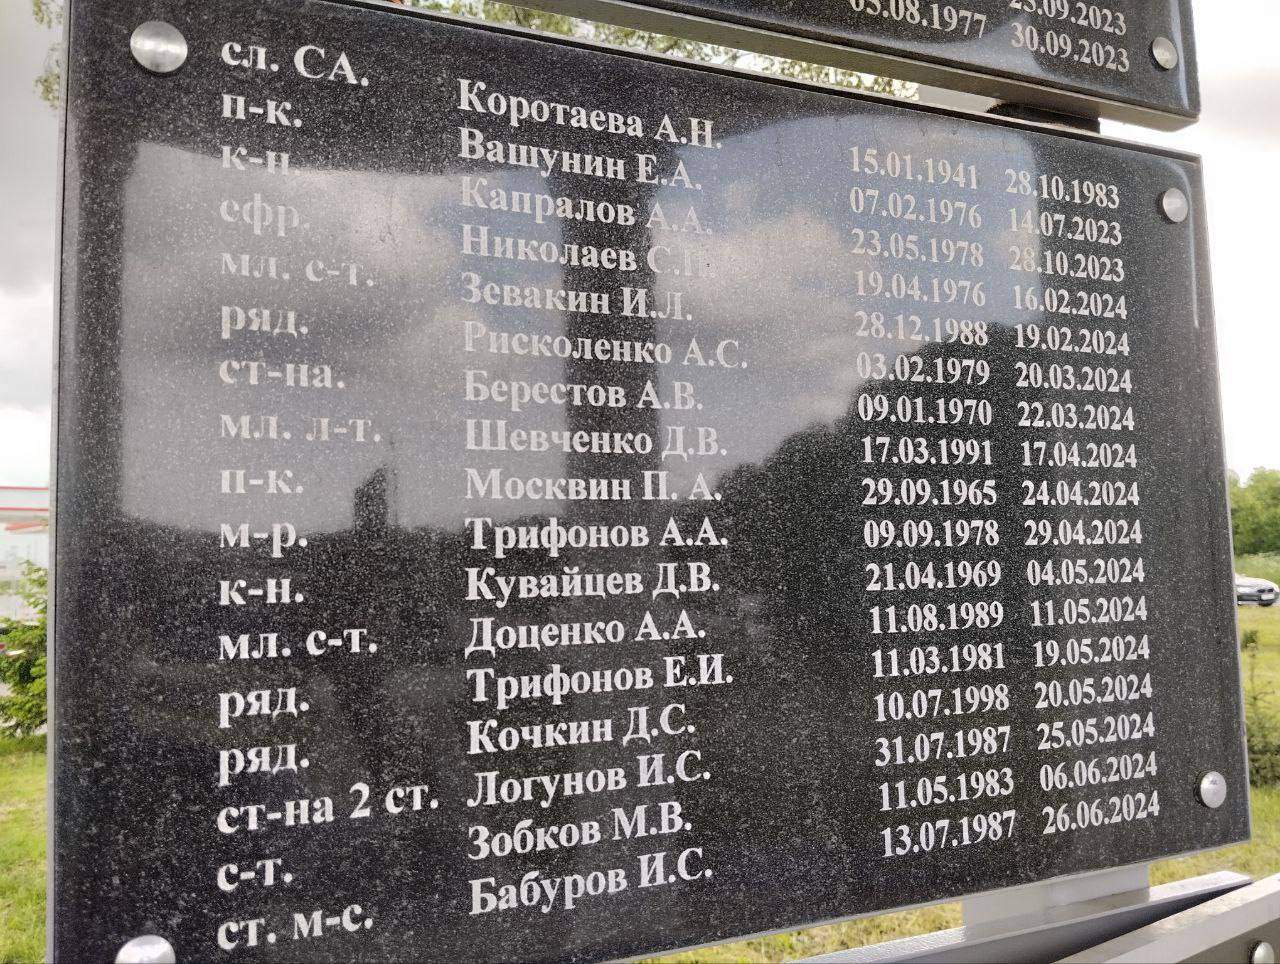 30.09.2023
сл. СА. Коротаева А.Н. 15.01.1941 28.10.1983
п-к. Вашунин Е.А. 07.02.1976 14.07.2023
к-н. Капралов А.А. 23.05.1978 28.10.2023
ефр. Николаев 19.04.1976 16.02.2024
мл. с-т. Зевакин И.Л. 28.12.1988 19.02.2024
ряд. Рисколенко А.С. 03.02.1979 20.03.2024
ст-на. Берестов А.В. 09.01.1970 22.03.2024
мл. л-т. Шевченко Д.В. 17.03.1991 17.04.2024
п-к. Москвин П. А. 29.09.1965 24.04.2024
м-р. Трифонов А.А. 09.09.1978 29.04.2024
к-н. Кувайцев Д.В. 21.04.1969 04.05.2024
мл. с-т. Доценко А.А. 11.08.1989 11.05.2024
ряд. Трифонов Е.И. 11.03.1981 19.05.2024
ряд. Кочкин Д.С. 10.07.1998 20.05.2024
ст-на 2 ст. Логунов И.С. 31.07.1987 25.05.2024
с-т. Зобков М.В. 11.05.1983 06.06.2024
ст. м-с. Бабуров И.С. 13.07.1987 26.06.2024